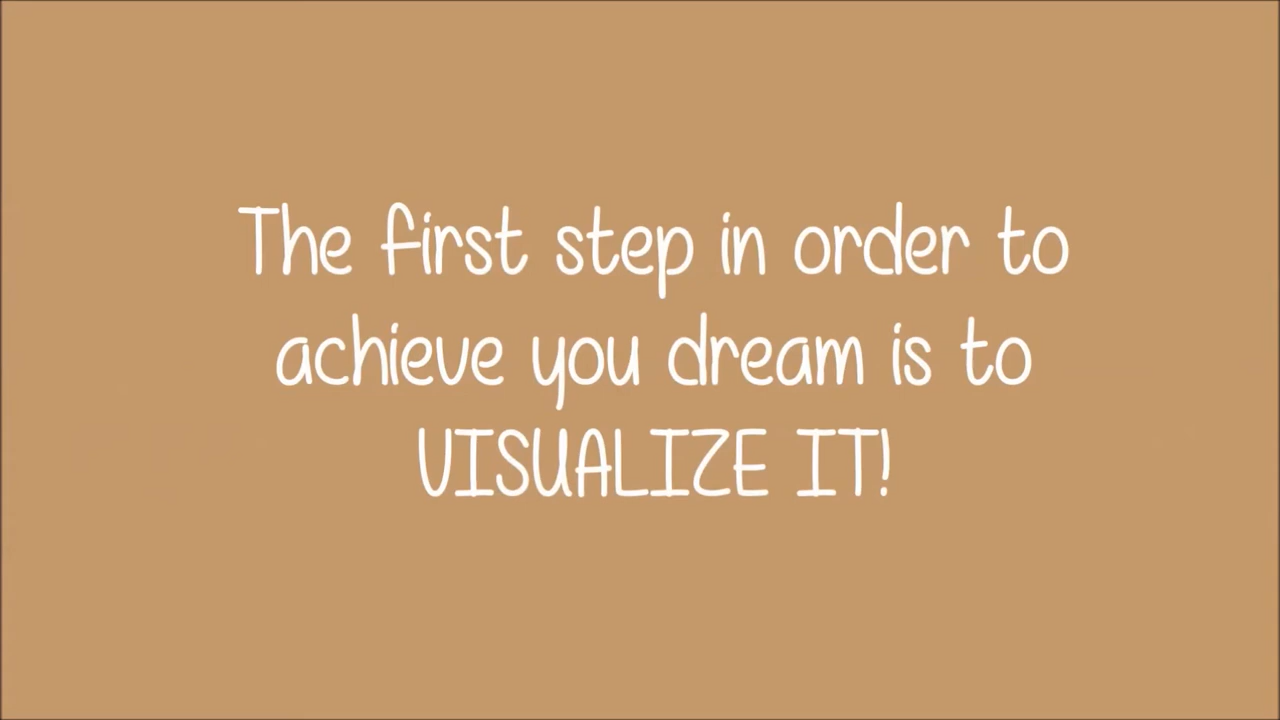 The first step in order to
achieve you dream is to
VISUALIZE IT!